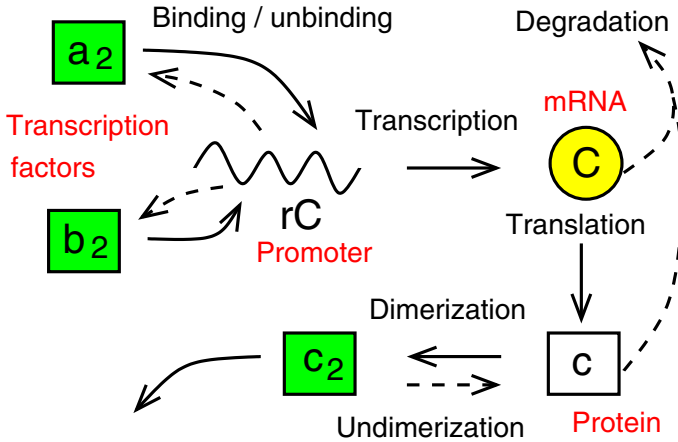 Binding / unbinding
Degradation
a2
mRNA
Transcription
factors
Transcription
C
rC
Promoter
b2
Translation
Dimerization
c2
c
Undimerization
Protein